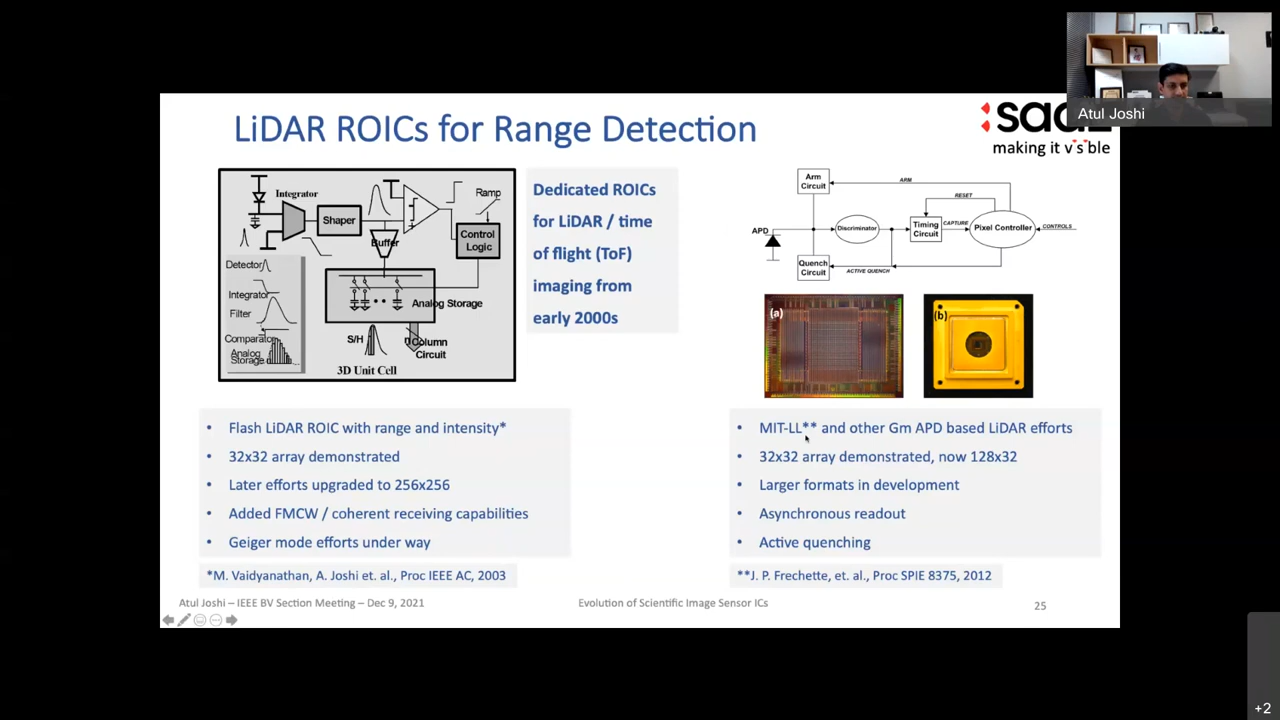 Atul Joshi
LiDAR ROICs for Range Detection
making it visible
Integrator
Shaper
Buffer
Ramp
Control
Logic
Detector
Integrator
Filter
Comparator
Analog
Storage
Analog Storage
S/H
Column
Circuit
3D Unit Cell
Dedicated ROICs
for LiDAR / time
of flight (ToF)
imaging from
early 2000s
Arm
Circuit
ARM
RESET
APD
Discriminator
Timing
Circuit
CAPTURE
Pixel Controller
CONTROLS
Quench
Circuit
ACTIVE QUENCH
(a)
(b)
• Flash LiDAR ROIC with range and intensity*
• 32x32 array demonstrated
• Later efforts upgraded to 256x256
• Added FMCW / coherent receiving capabilities
• Geiger mode efforts under way
*M. Vaidyanathan, A. Joshi et. al., Proc IEEE AC, 2003
• MIT-LL** and other Gm APD based LiDAR efforts
• 32x32 array demonstrated, now 128x32
• Larger formats in development
• Asynchronous readout
• Active quenching
**J. P. Frechette, et. al., Proc SPIE 8375, 2012
Atul Joshi – IEEE BV Section Meeting – Dec 9, 2021
Evolution of Scientific Image Sensor ICs
25
+2